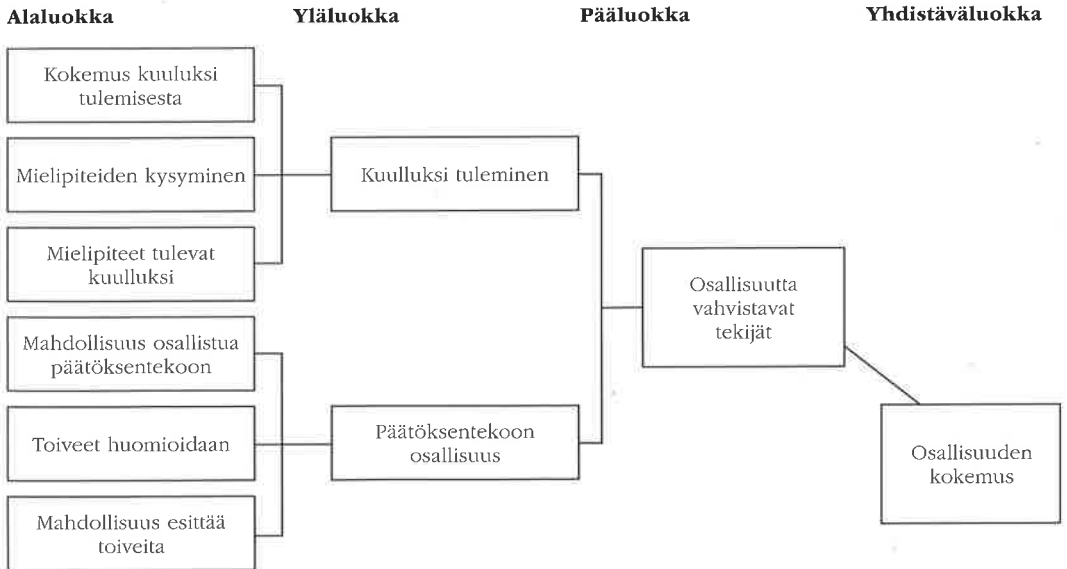 Alaluokka
Yläluokka
Pääluokka
Yhdistäväluokka
Kokemus kuuluksi
tulemisesta
Mielipiteiden kysyminen
Mielipiteet tulevat
kuulluksi
Mahdollisuus osallistua
päätöksentekoon
Toiveet huomioidaan
Mahdollisuus esittää
toiveita
Kuulluksi tuleminen
Päätöksentekoon
osallisuus
Osallisuutta
vahvistavat
tekijät
Osallisuuden
kokemus